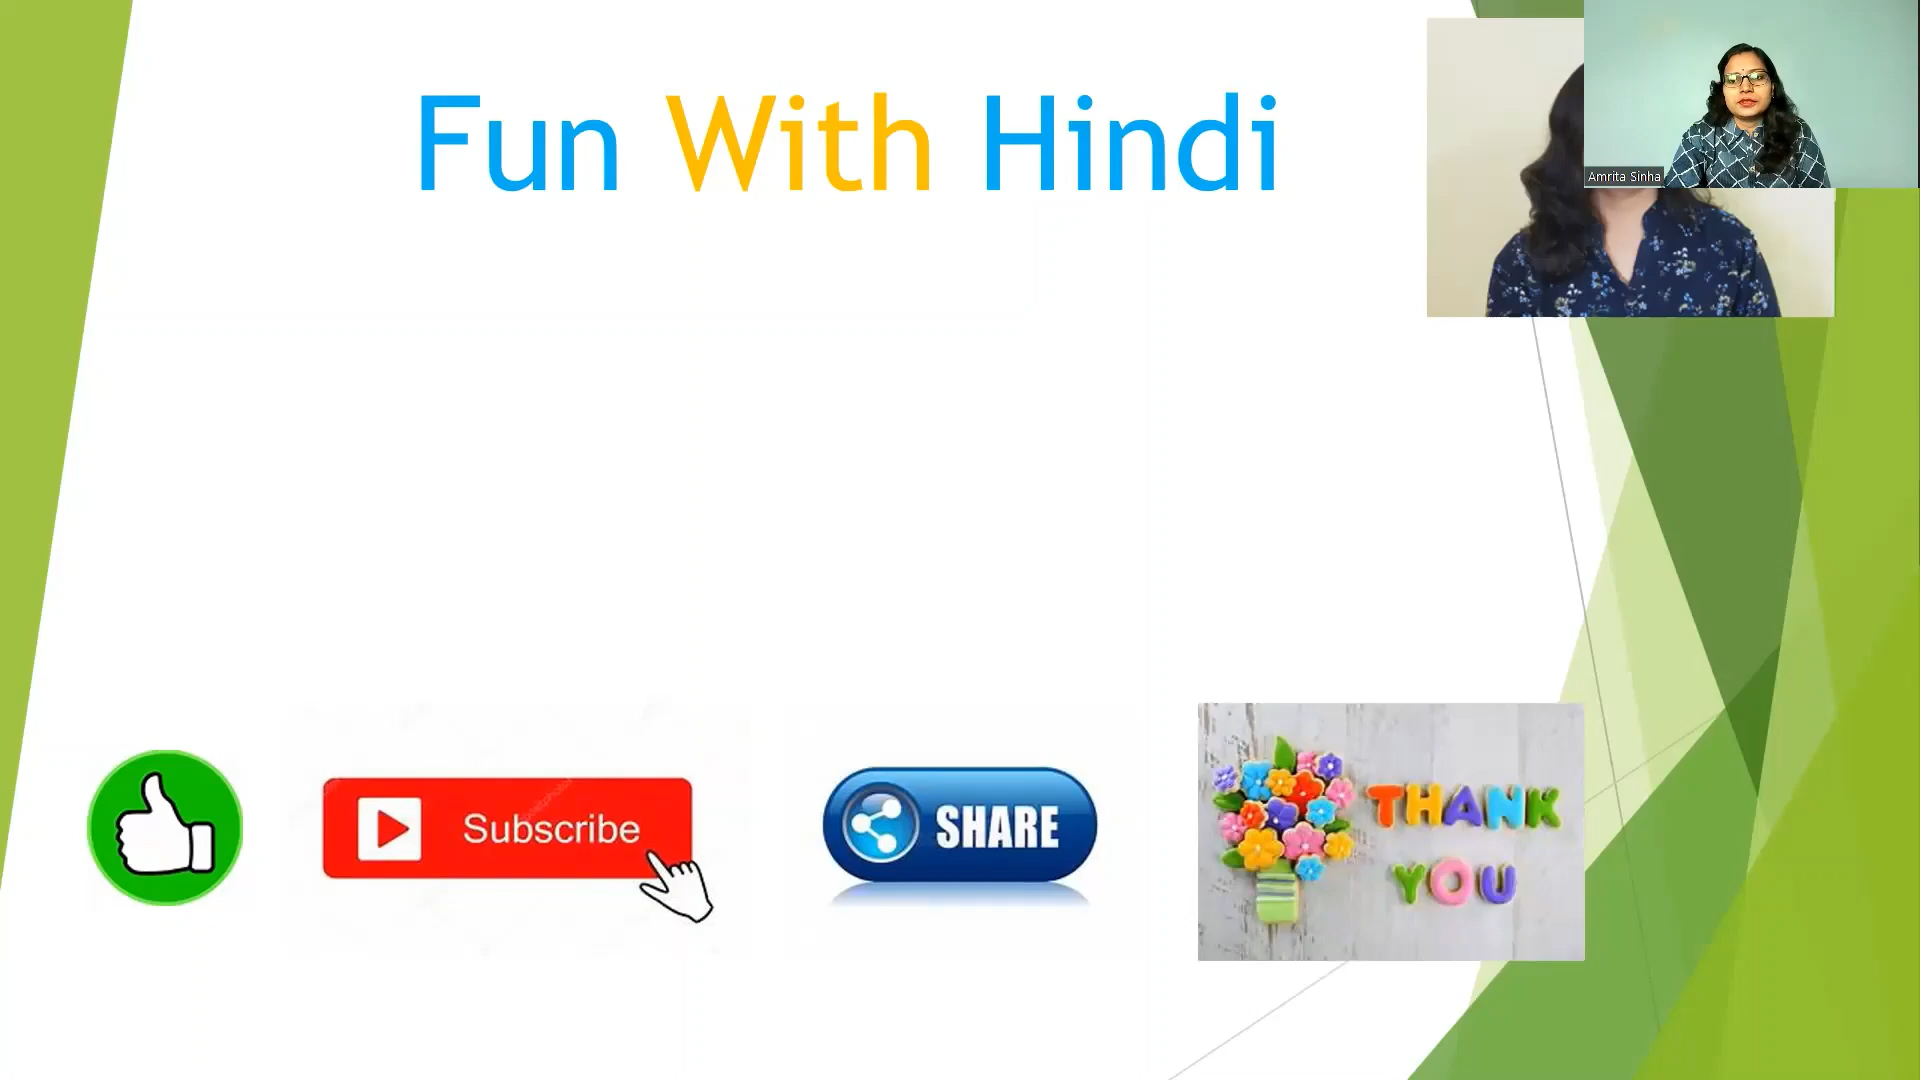 Fun With Hindi
Amrita Sinha
Subscribe
SHARE
THANK
YOU